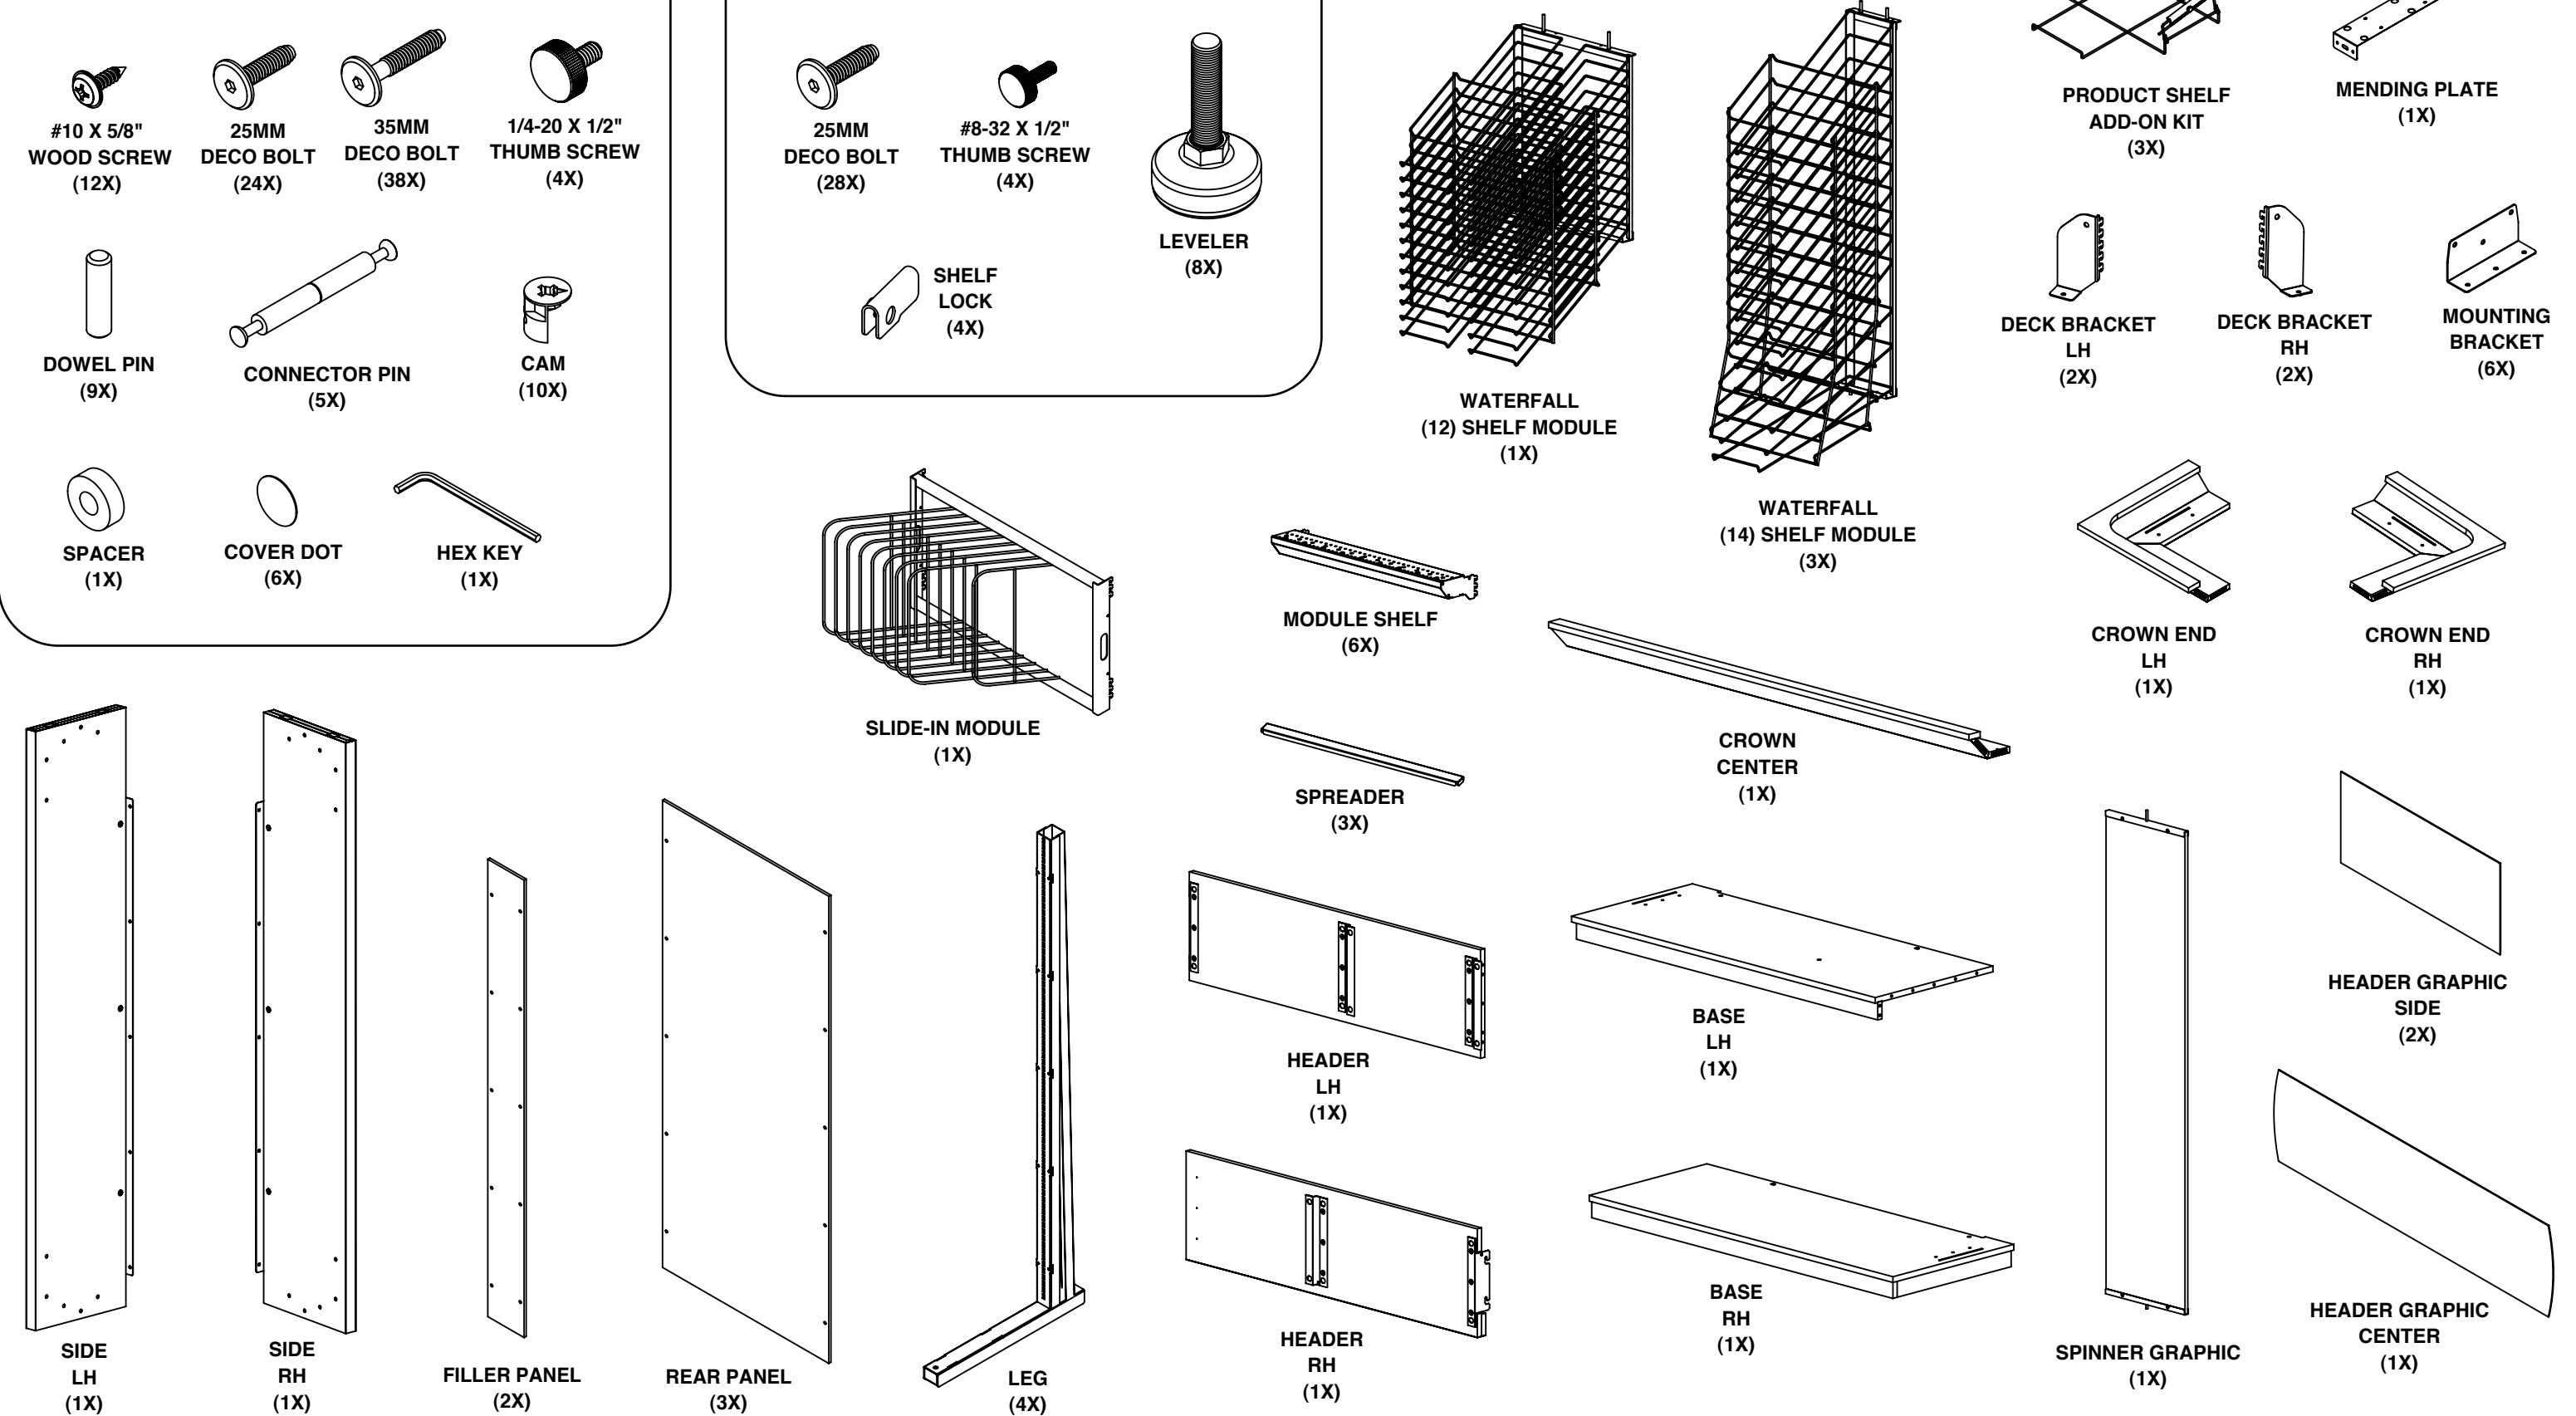 #10 X 5/8"
WOOD SCREW
(12X)
25MM
DECO BOLT
(24X)
35MM
DECO BOLT
(38X)
1/4-20 X 1/2"
THUMB SCREW
(4X)
DOWEL PIN
(9X)
CONNECTOR PIN
(5X)
CAM
(10X)
SPACER
(1X)
COVER DOT
(6X)
HEX KEY
(1X)
25MM
DECO BOLT
(28X)
#8-32 X 1/2"
THUMB SCREW
(4X)
LEVELER
(8X)
SHELF
LOCK
(4X)
WATERFALL
(12) SHELF MODULE
(1X)
WATERFALL
(14) SHELF MODULE
(3X)
PRODUCT SHELF
ADD-ON KIT
(3X)
MENDING PLATE
(1X)
DECK BRACKET
LH
(2X)
DECK BRACKET
RH
(2X)
MOUNTING
BRACKET
(6X)
SLIDE-IN MODULE
(1X)
MODULE SHELF
(6X)
SPREADER
(3X)
CROWN
CENTER
(1X)
CROWN END
LH
(1X)
CROWN END
RH
(1X)
SIDE
LH
(1X)
SIDE
RH
(1X)
FILLER PANEL
(2X)
REAR PANEL
(3X)
LEG
(4X)
HEADER
LH
(1X)
HEADER
RH
(1X)
BASE
LH
(1X)
BASE
RH
(1X)
SPINNER GRAPHIC
(1X)
HEADER GRAPHIC
SIDE
(2X)
HEADER GRAPHIC
CENTER
(1X)